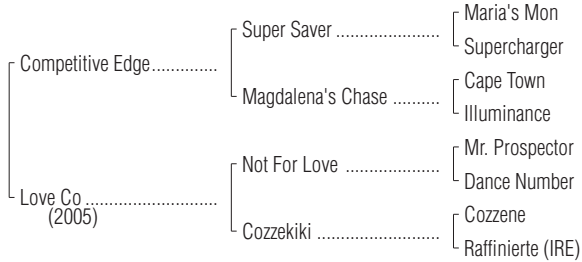 Maria's Mon
Super Saver ....................
Supercharger
Competitive Edge.............
Cape Town
Magdalena's Chase .........
Illuminance
Mr. Prospector
Not For Love ..................
Dance Number
Love Co .........................
(2005)
Cozzene
Cozzekiki .......................
Raffinierte (IRE)